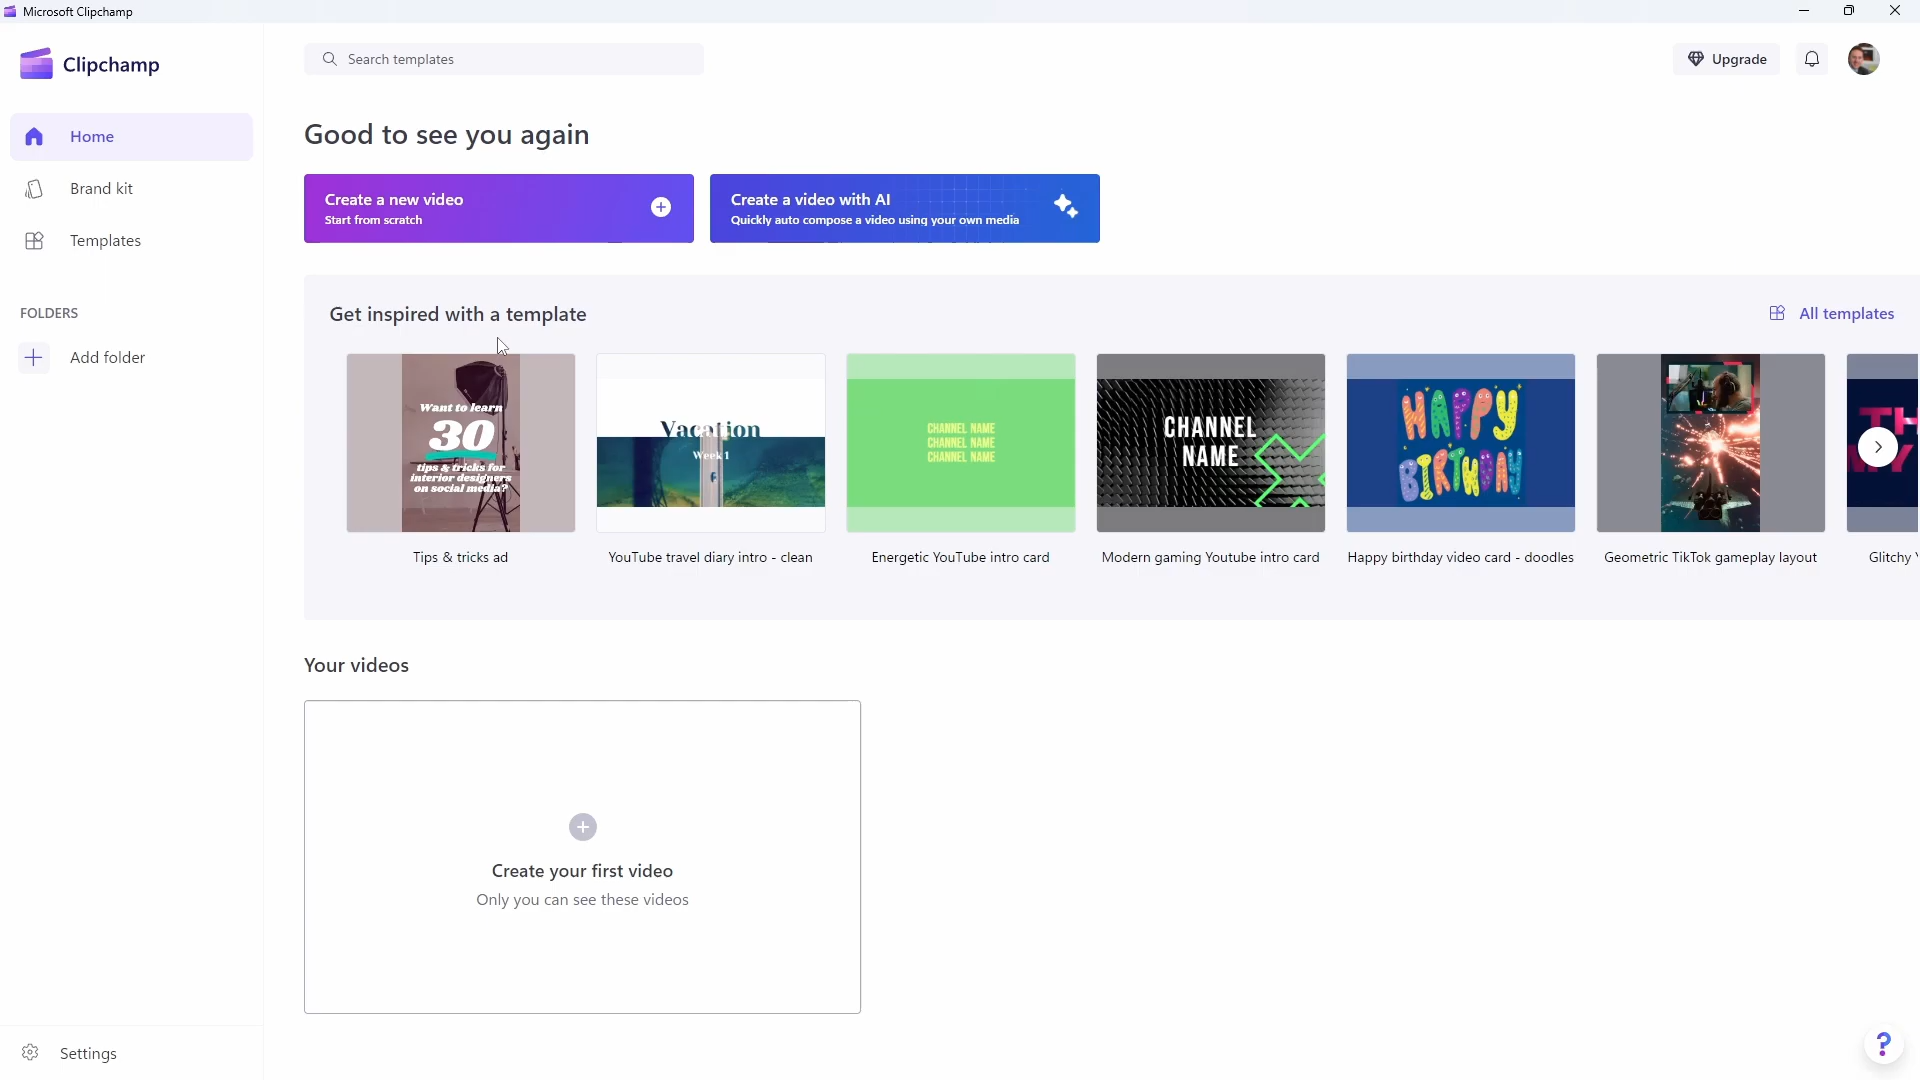 Microsoft Clipchamp
Clipchamp
Search templates
Upgrade
Home
Brand kit
Templates
FOLDERS
Add folder
Settings
Good to see you again
Create a new video
Start from scratch
Create a video with AI
Quickly auto compose a video using your own media
Get inspired with a template
All templates
Want to learn
30
tips & tricks for
interior designers
on social media?
Tips & tricks ad
Vacation
Week 1
YouTube travel diary intro - clean
CHANNEL NAME
CHANNEL NAME
CHANNEL NAME
Energetic YouTube intro card
CHANNEL
NAME
Modern gaming Youtube intro card
HAPPY
BIRTHDAY
Happy birthday video card - doodles
Geometric TikTok gameplay layout
TH
MY
Glitchy
Your videos
Create your first video
Only you can see these videos
?